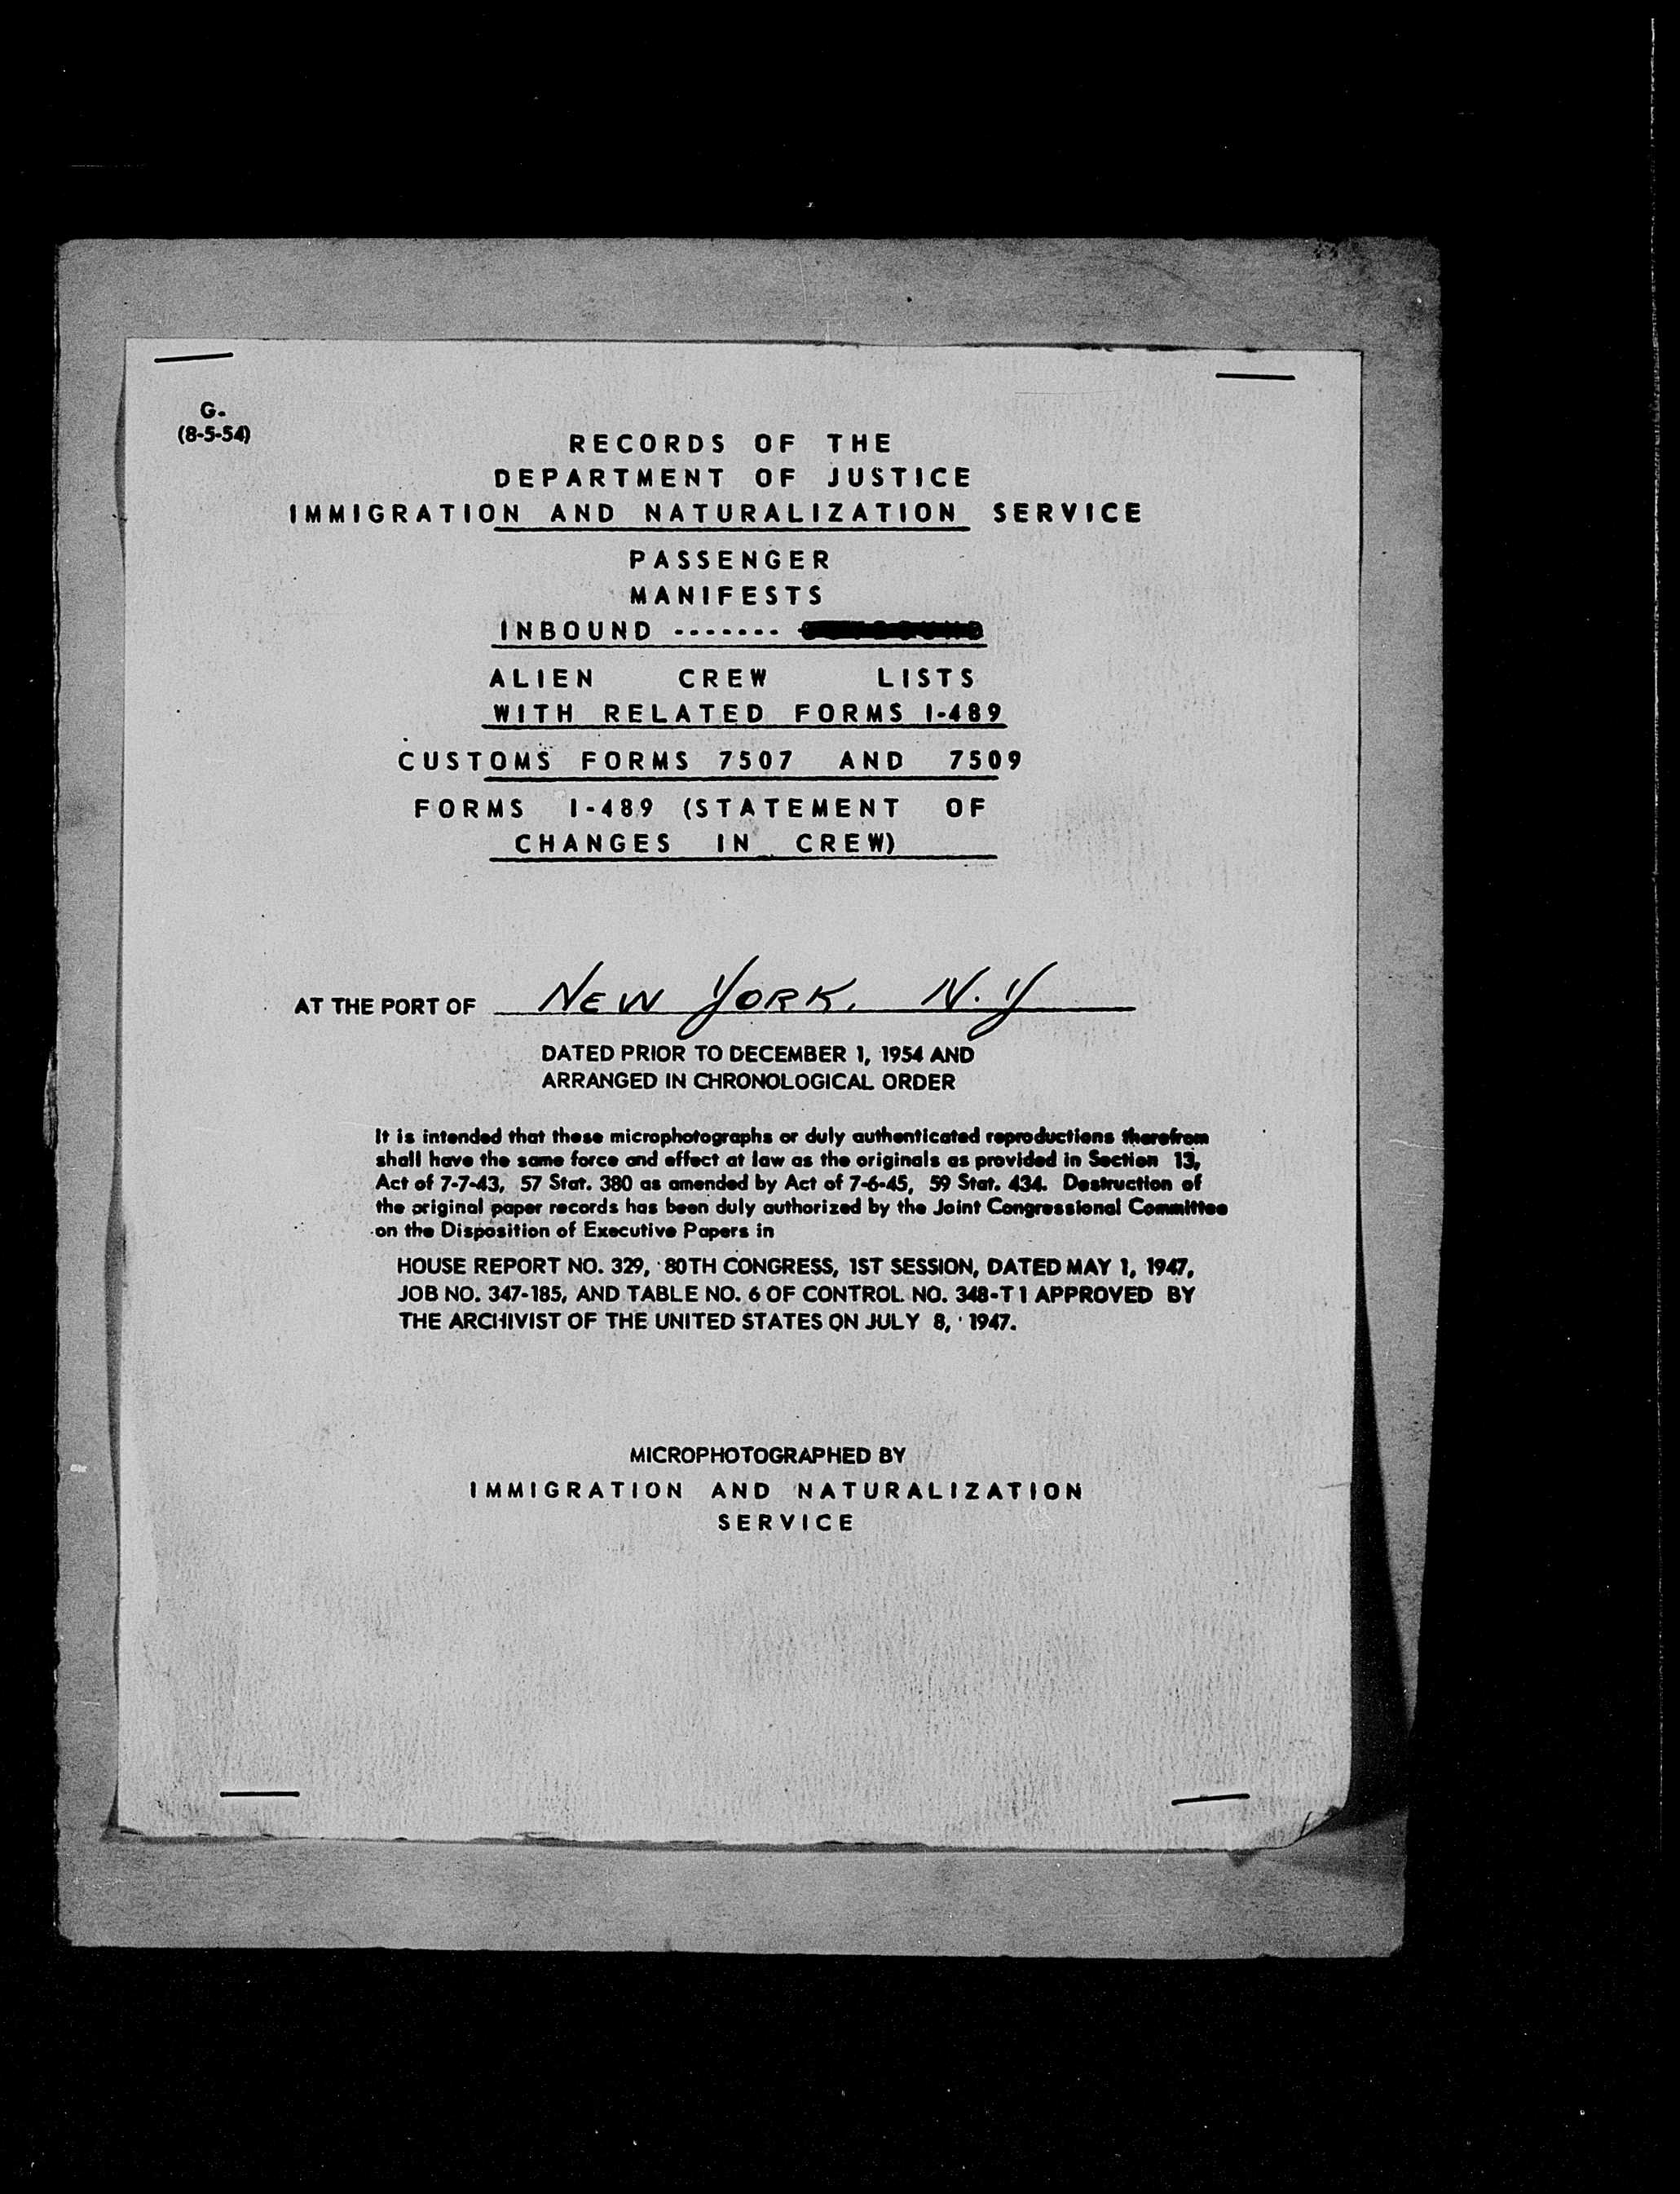 G.
(8-5-54)
RECORDS OF THE
DEPARTMENT OF JUSTICE
IMMIGRATION AND NATURALIZATION SERVICE
PASSENGER
MANIFESTS
INBOUND -------
ALIEN CREW LISTS
WITH RELATED FORMS I-489
CUSTOMS FORMS 7507 AND 7509
FORMS I-489 (STATEMENT OF
CHANGES IN CREW)
AT THE PORT OF NEW YORK, N.Y
DATED PRIOR TO DECEMBER 1, 1954 AND
ARRANGED IN CHRONOLOGICAL ORDER
It is intended that these microphotographs or duly authenticated reproductions therefrom
shall have the same force and effect at law as the originals as provided in Section 13,
Act of 7-7-43, 57 Stat. 380 as amended by Act of 7-6-45, 59 Stat. 434. Destruction of
the original paper records has been duly authorized by the Joint Congressional Committee
on the Disposition of Executive Papers in
HOUSE REPORT NO. 329, 80TH CONGRESS, 1ST SESSION, DATED MAY 1, 1947,
JOB NO. 347-185, AND TABLE NO. 6 OF CONTROL NO. 348-T1 APPROVED BY
THE ARCHIVIST OF THE UNITED STATES ON JULY 8, 1947.
MICROPHOTOGRAPHED BY
IMMIGRATION AND NATURALIZATION
SERVICE